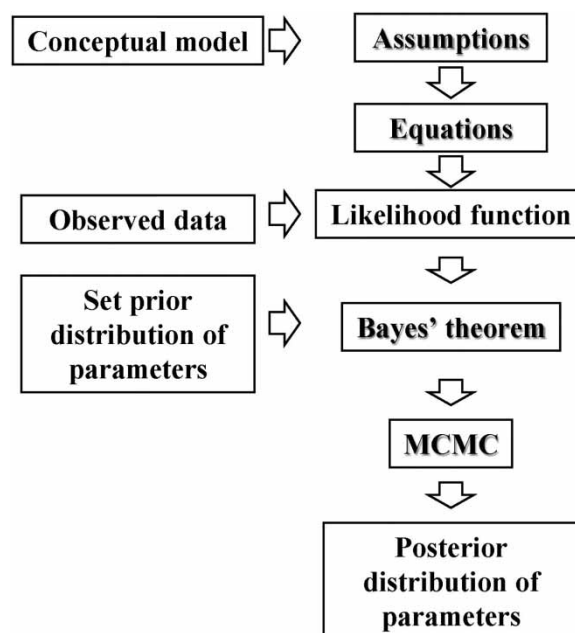 Conceptual model
Assumptions
Equations
Observed data
Likelihood function
Set prior
distribution of
parameters
Bayes’ theorem
MCMC
Posterior
distribution of
parameters